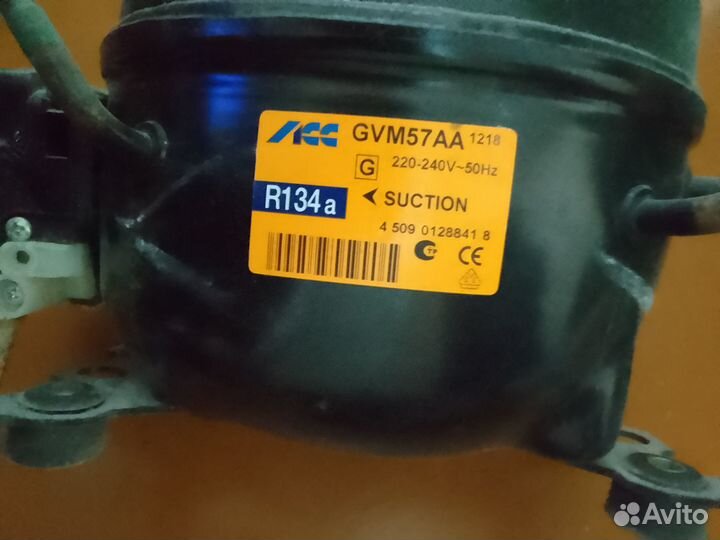 ACC GVM57AA 1218
G 220-240V~50Hz
R134a SUCTION
4 509 0128841 8
CE
Avito